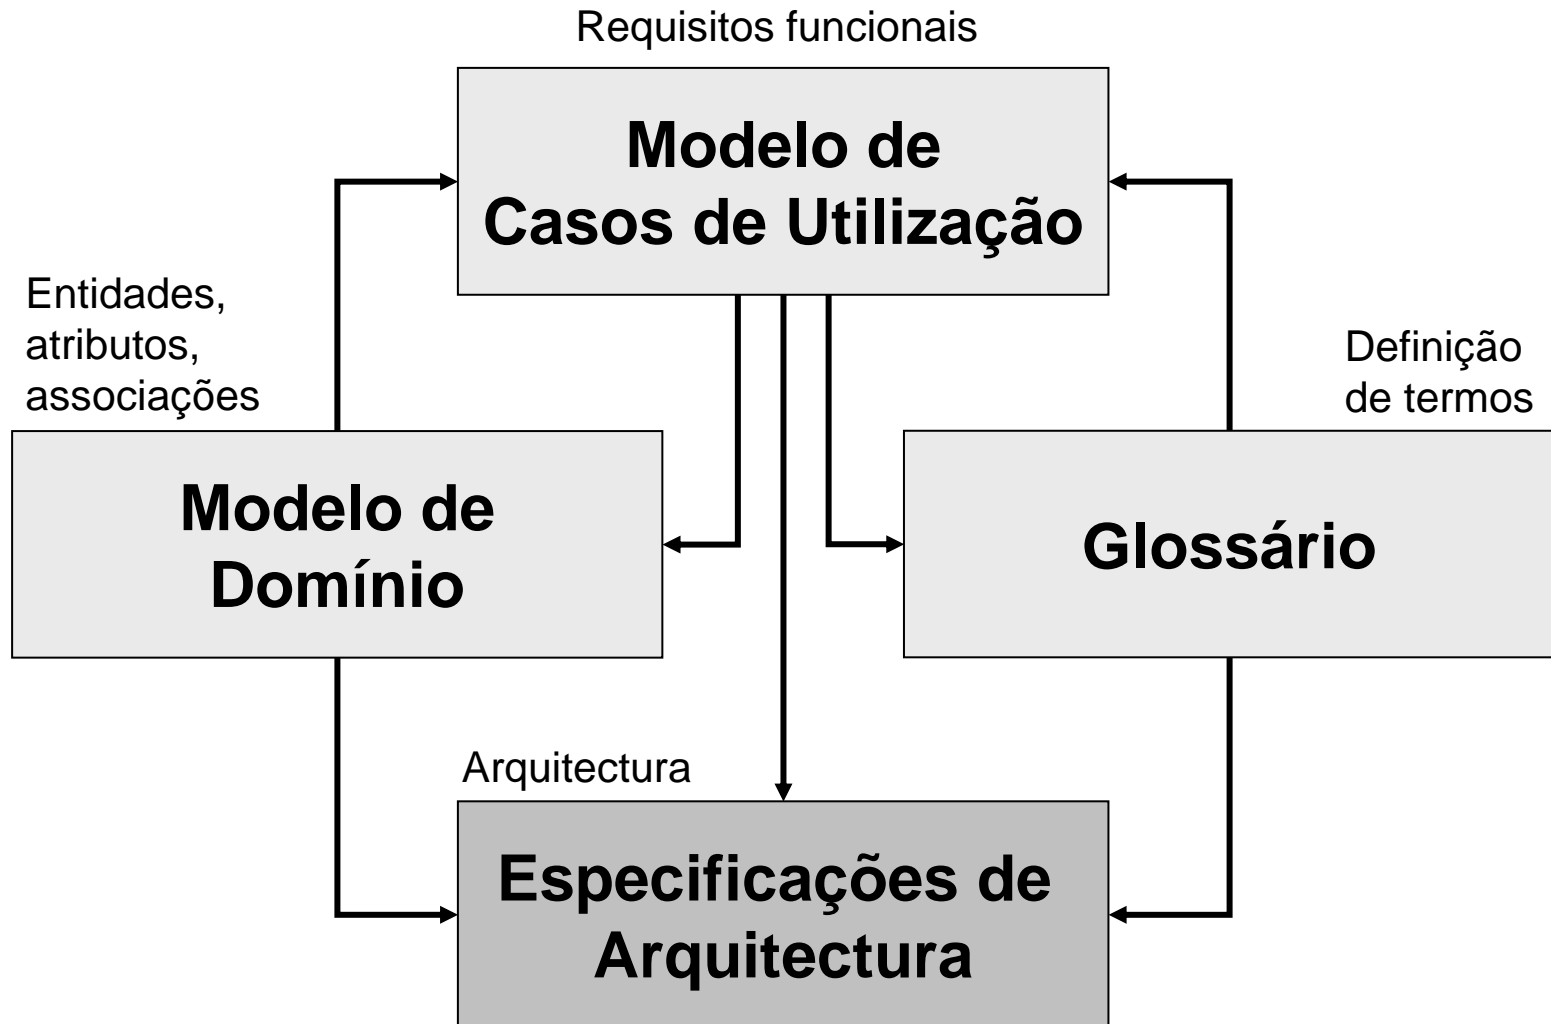 Requisitos funcionais
Modelo de
Casos de Utilização
Entidades,
atributos,
associações
Definição
de termos
Modelo de
Domínio
Glossário
Arquitectura
Especificações de
Arquitectura